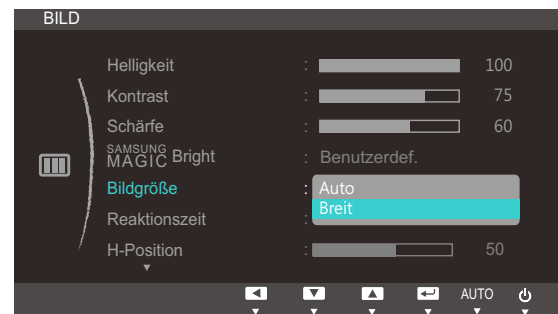 BILD
Helligkeit : 100
Kontrast : 75
Schärfe : 60
SAMSUNG MAGIC Bright : Benutzerdef.
Bildgröße : Auto
Breit
Reaktionszeit :
H-Position : 50
AUTO